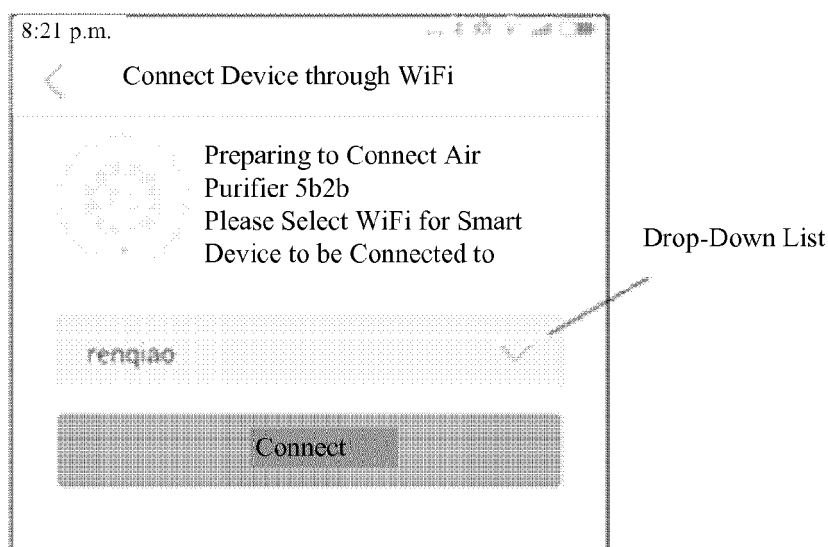 8:21 p.m.
Connect Device through WiFi
Preparing to Connect Air
Purifier 5b2b
Please Select WiFi for Smart
Device to be Connected to
Drop-Down List
renqiao
Connect